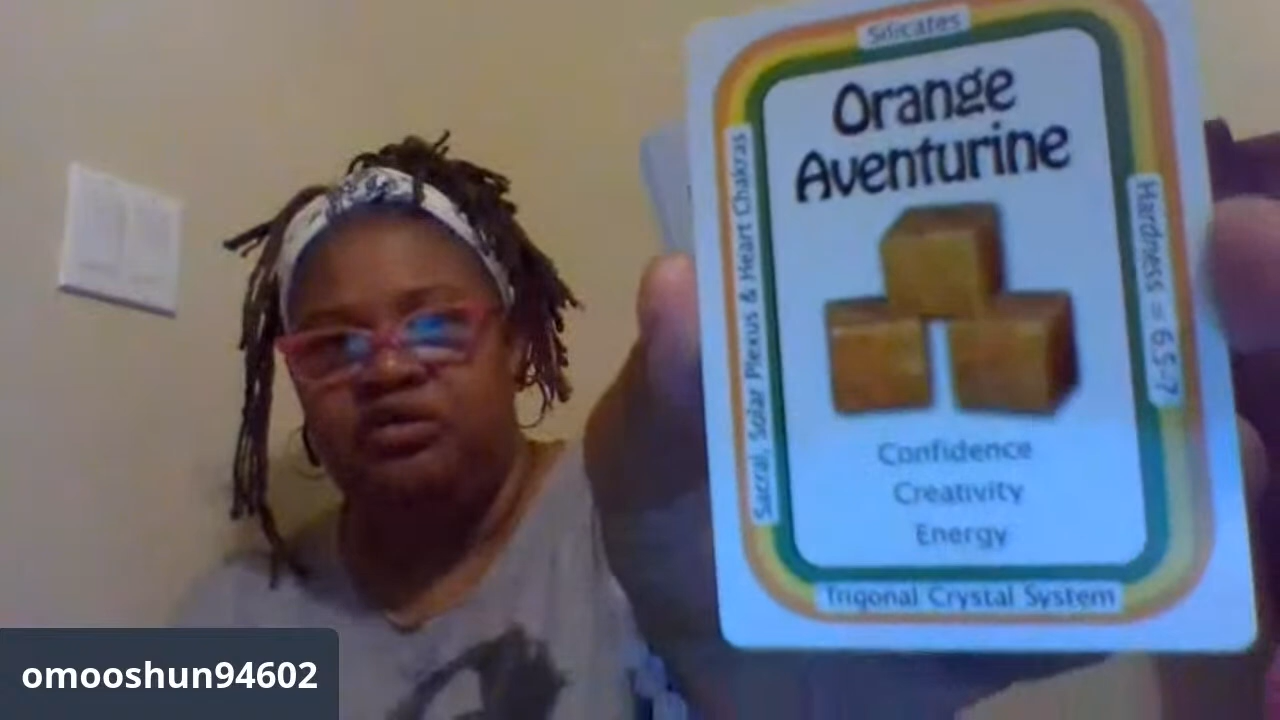 Silicates
Orange
Aventurine
Sacral, Solar Plexus & Heart Chakras
Hardness = 6.5-7
Confidence
Creativity
Energy
Trigonal Crystal System
omooshun94602